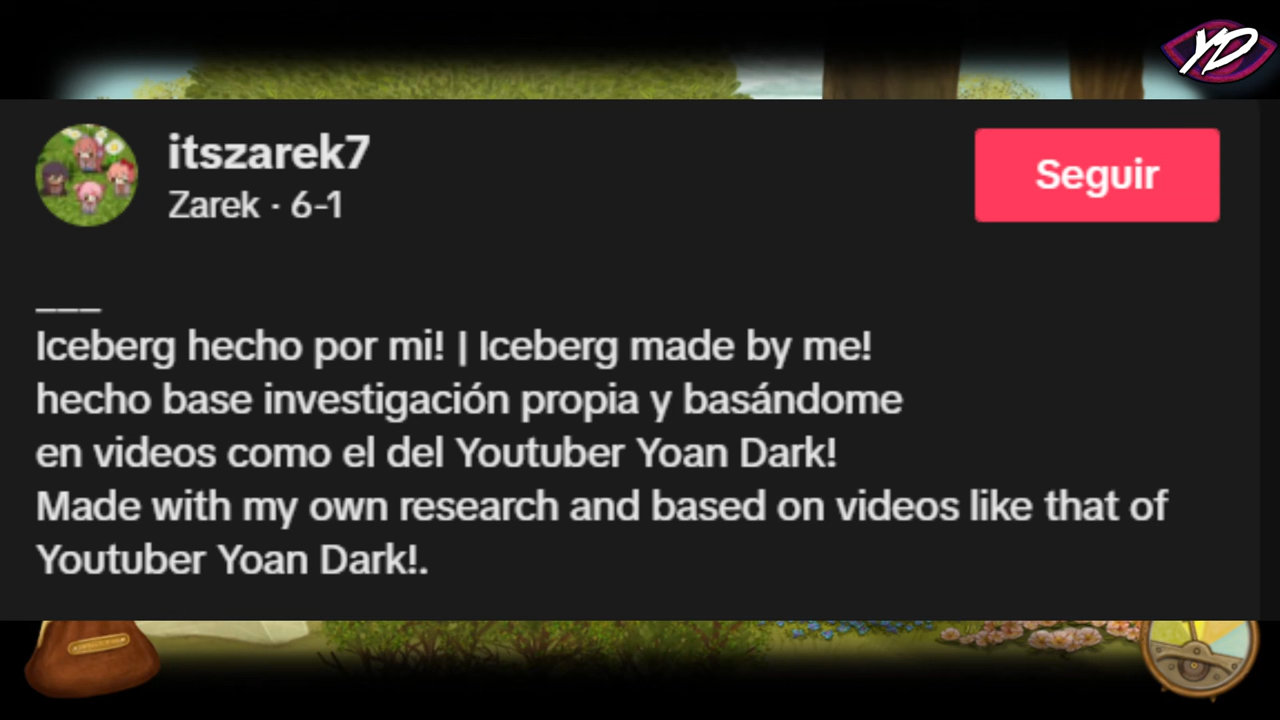 YD
itszarek7
Zarek · 6-1
Seguir
___
Iceberg hecho por mi! | Iceberg made by me!
hecho base investigación propia y basándome
en videos como el del Youtuber Yoan Dark!
Made with my own research and based on videos like that of
Youtuber Yoan Dark!.